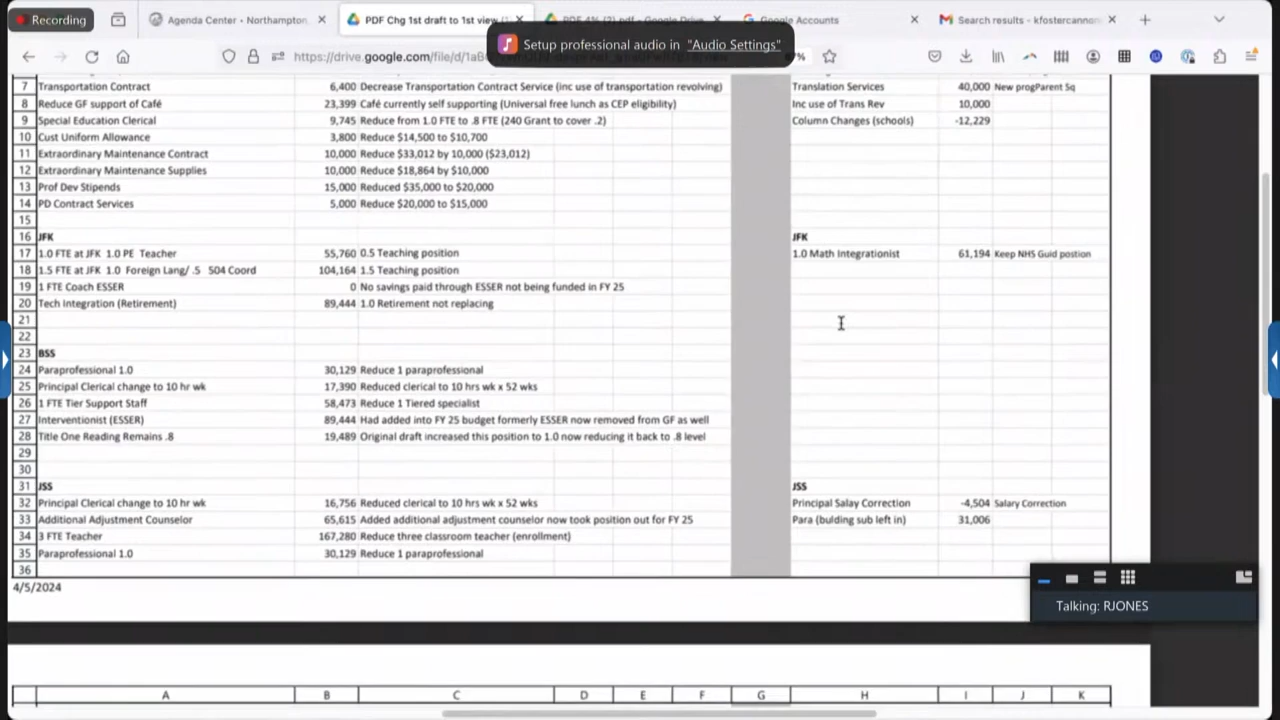 Recording
Agenda Center - Northampton,
PDF Chg 1st draft to 1st view
PDF 4% (2).pdf - Google Drive
Google Accounts
Search results - kfostercannon
Setup professional audio in "Audio Settings"
https://drive.google.com/file/d/1aB
7 Transportation Contract 6,400 Decrease Transportation Contract Service (inc use of transportation revolving) Translation Services 40,000 New progParent Sq
8 Reduce GF support of Café 23,399 Café currently self supporting (Universal free lunch as CEP eligibility) Inc use of Trans Rev 10,000
9 Special Education Clerical 9,745 Reduce from 1.0 FTE to .8 FTE (240 Grant to cover .2) Column Changes (schools) -12,229
10 Cust Uniform Allowance 3,800 Reduce $14,500 to $10,700
11 Extraordinary Maintenance Contract 10,000 Reduce $33,012 by 10,000 ($23,012)
12 Extraordinary Maintenance Supplies 10,000 Reduce $18,864 by $10,000
13 Prof Dev Stipends 15,000 Reduced $35,000 to $20,000
14 PD Contract Services 5,000 Reduce $20,000 to $15,000
15
16 JFK JFK
17 1.0 FTE at JFK 1.0 PE Teacher 55,760 0.5 Teaching position 1.0 Math Integrationist 61,194 Keep NHS Guid postion
18 1.5 FTE at JFK 1.0 Foreign Lang/ .5 504 Coord 104,164 1.5 Teaching position
19 1 FTE Coach ESSER 0 No savings paid through ESSER not being funded in FY 25
20 Tech Integration (Retirement) 89,444 1.0 Retirement not replacing
21
22
23 BSS
24 Paraprofessional 1.0 30,129 Reduce 1 paraprofessional
25 Principal Clerical change to 10 hr wk 17,390 Reduced clerical to 10 hrs wk x 52 wks
26 1 FTE Tier Support Staff 58,473 Reduce 1 Tiered specialist
27 Interventionist (ESSER) 89,444 Had added into FY 25 budget formerly ESSER now removed from GF as well
28 Title One Reading Remains .8 19,489 Original draft increased this position to 1.0 now reducing it back to .8 level
29
30
31 JSS JSS
32 Principal Clerical change to 10 hr wk 16,756 Reduced clerical to 10 hrs wk x 52 wks Principal Salay Correction -4,504 Salary Correction
33 Additional Adjustment Counselor 65,615 Added additional adjustment counselor now took position out for FY 25 Para (bulding sub left in) 31,006
34 3 FTE Teacher 167,280 Reduce three classroom teacher (enrollment)
35 Paraprofessional 1.0 30,129 Reduce 1 paraprofessional
36
4/5/2024
Talking: RJONES
A B C D E F G H I J K